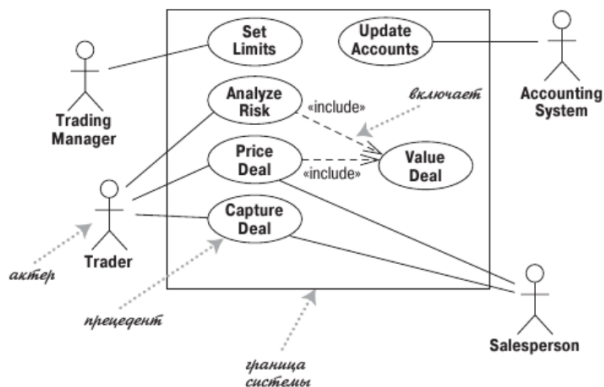 Set
Limits
Update
Accounts
Trading
Manager
Accounting
System
Analyze
Risk
«include»
включает
Price
Deal
«include»
Value
Deal
Capture
Deal
Trader
актер
прецедент
Salesperson
граница
системы